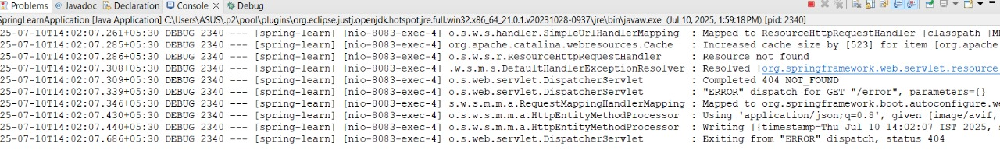 Problems @ Javadoc Declaration Console × Debug
SpringLearnApplication [Java Application] C:\Users\ASUS\.p2\pool\plugins\org.eclipse.justj.openjdk.hotspot.jre.full.win32.x86_64_21.0.1.v20231028-0937\jre\bin\javaw.exe (Jul 10, 2025, 1:59:18 PM) [pid: 2340]
25-07-10T14:02:07.261+05:30 DEBUG 2340 --- [spring-learn] [nio-8083-exec-4] o.s.w.s.handler.SimpleUrlHandlerMapping : Mapped to ResourceHttpRequestHandler [classpath [ME
25-07-10T14:02:07.285+05:30 DEBUG 2340 --- [spring-learn] [nio-8083-exec-4] org.apache.catalina.webresources.Cache : Increased cache size by [523] for item [org.apache
25-07-10T14:02:07.286+05:30 DEBUG 2340 --- [spring-learn] [nio-8083-exec-4] o.s.w.s.r.ResourceHttpRequestHandler : Resource not found
25-07-10T14:02:07.308+05:30 DEBUG 2340 --- [spring-learn] [nio-8083-exec-4] .w.s.m.s.DefaultHandlerExceptionResolver : Resolved [org.springframework.web.servlet.resource
25-07-10T14:02:07.309+05:30 DEBUG 2340 --- [spring-learn] [nio-8083-exec-4] o.s.web.servlet.DispatcherServlet : Completed 404 NOT_FOUND
25-07-10T14:02:07.339+05:30 DEBUG 2340 --- [spring-learn] [nio-8083-exec-4] o.s.web.servlet.DispatcherServlet : "ERROR" dispatch for GET "/error", parameters={}
25-07-10T14:02:07.346+05:30 DEBUG 2340 --- [spring-learn] [nio-8083-exec-4] s.w.s.m.m.a.RequestMappingHandlerMapping : Mapped to org.springframework.boot.autoconfigure.we
25-07-10T14:02:07.430+05:30 DEBUG 2340 --- [spring-learn] [nio-8083-exec-4] o.s.w.s.m.m.a.HttpEntityMethodProcessor : Using 'application/json;q=0.8', given [image/avif,
25-07-10T14:02:07.440+05:30 DEBUG 2340 --- [spring-learn] [nio-8083-exec-4] o.s.w.s.m.m.a.HttpEntityMethodProcessor : Writing [{timestamp=Thu Jul 10 14:02:07 IST 2025, s
25-07-10T14:02:07.686+05:30 DEBUG 2340 --- [spring-learn] [nio-8083-exec-4] o.s.web.servlet.DispatcherServlet : Exiting from "ERROR" dispatch, status 404